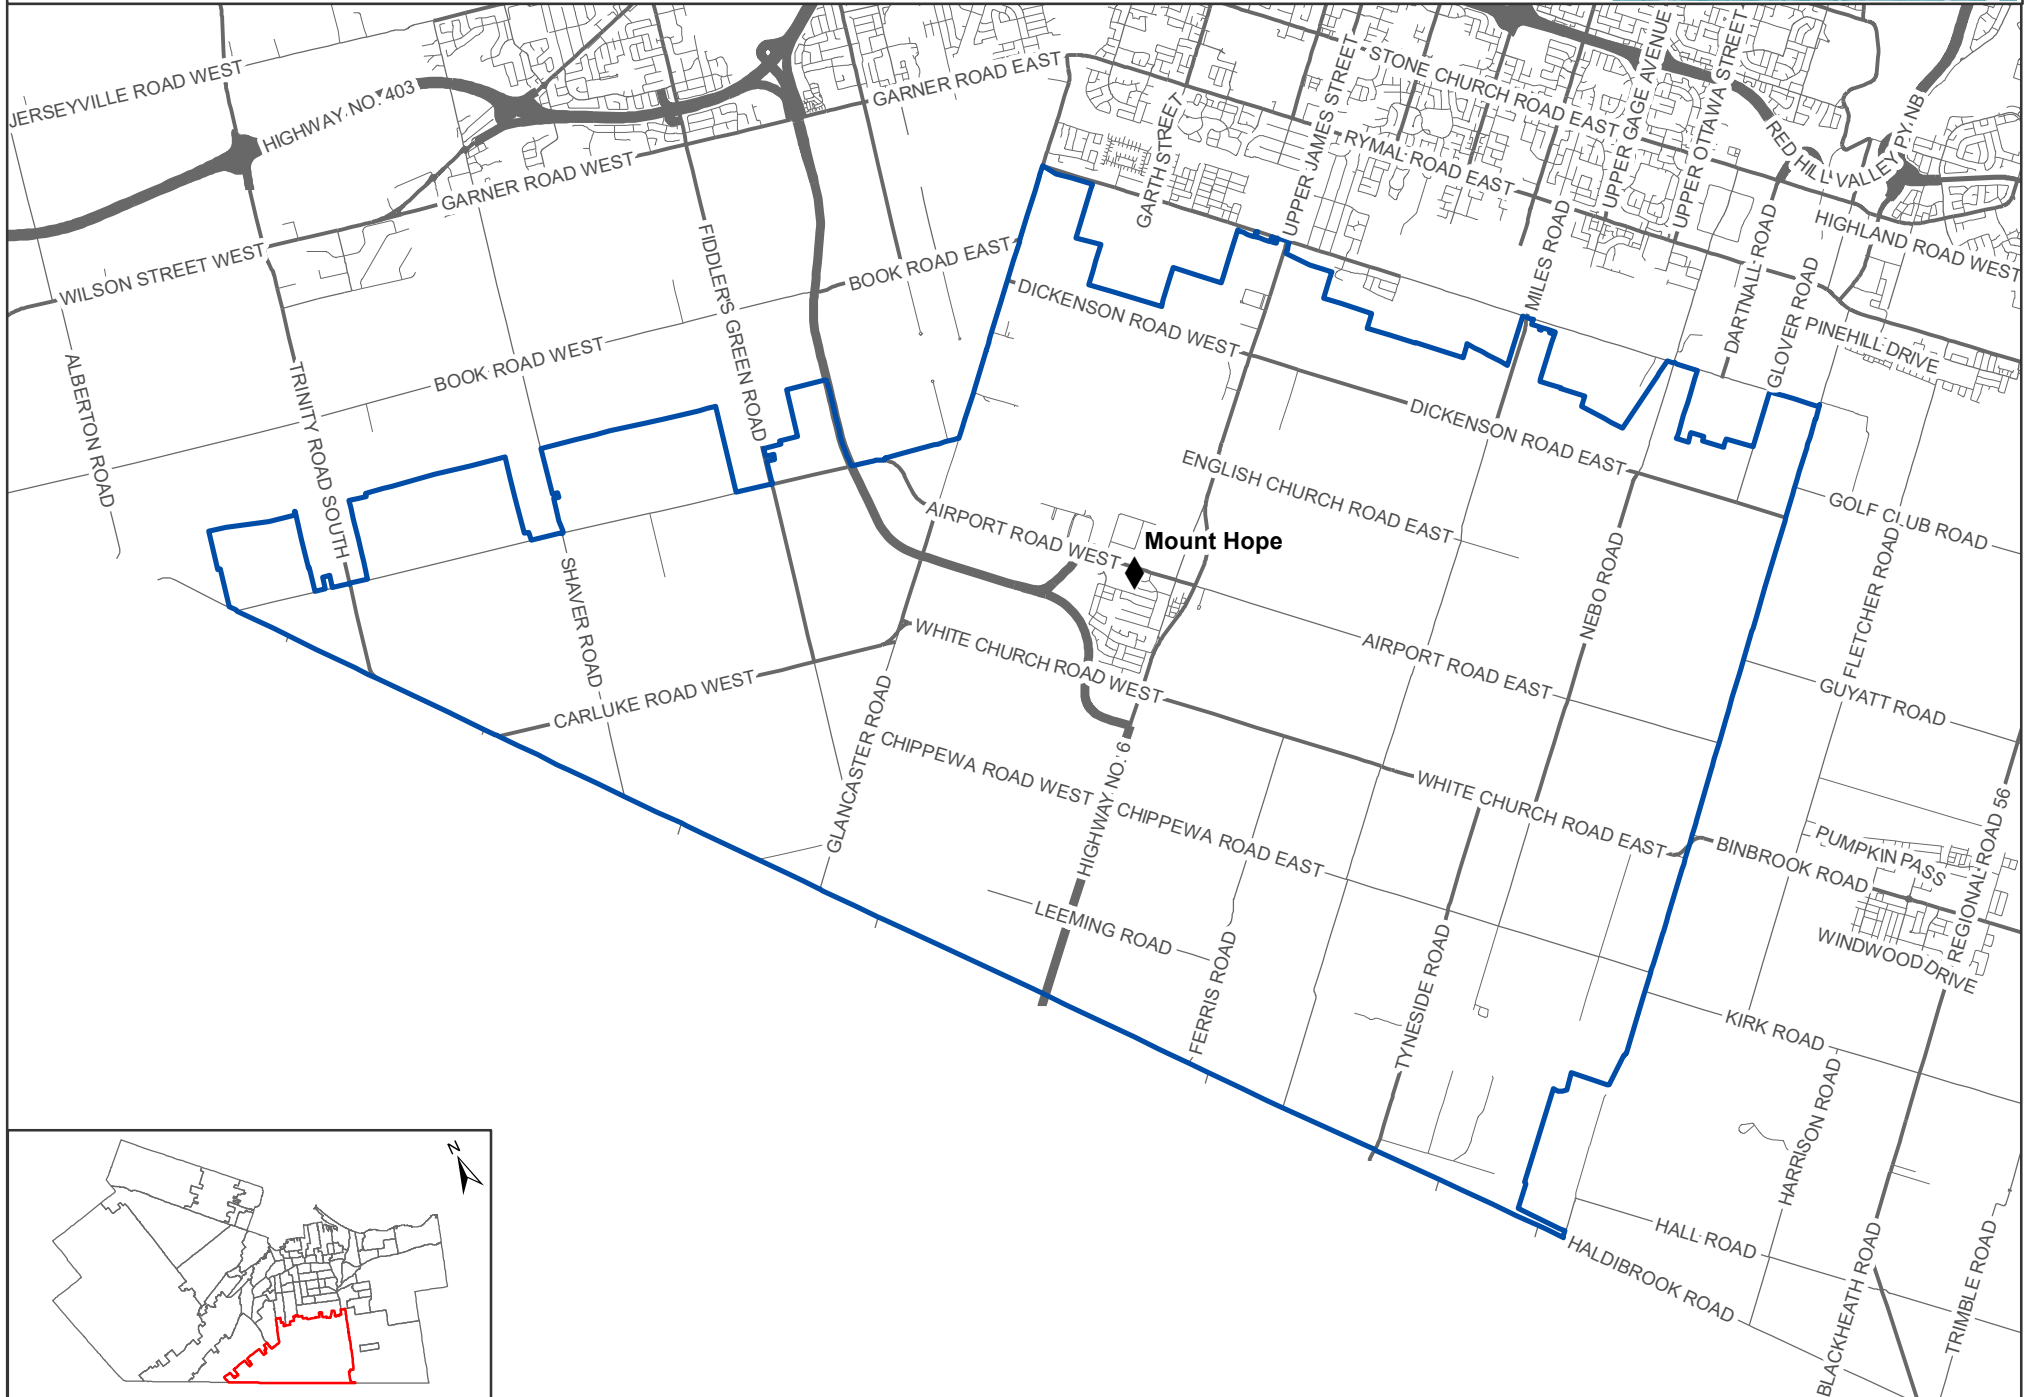 JERSEYVILLE ROAD WEST
HIGHWAY NO. 403
GARNER ROAD EAST
GARNER ROAD WEST
WILSON STREET WEST
STONE CHURCH ROAD EAST
RYMAL ROAD EAST
GARTH STREET
UPPER JAMES STREET
UPPER GAGE AVENUE
UPPER OTTAWA STREET
RED HILL VALLEY PY NB
HIGHLAND ROAD WEST
MILES ROAD
DARTNALL ROAD
GLOVER ROAD
PINEHILL DRIVE
FIDDLER'S GREEN ROAD
BOOK ROAD EAST
BOOK ROAD WEST
ALBERTON ROAD
TRINITY ROAD SOUTH
DICKENSON ROAD WEST
DICKENSON ROAD EAST
ENGLISH CHURCH ROAD EAST
GOLF CLUB ROAD
AIRPORT ROAD WEST
Mount Hope
SHAVER ROAD
NEBO ROAD
FLETCHER ROAD
WHITE CHURCH ROAD WEST
AIRPORT ROAD EAST
GUYATT ROAD
CARLUKE ROAD WEST
GLANCASTER ROAD
CHIPPEWA ROAD WEST
HIGHWAY NO. 6
CHIPPEWA ROAD EAST
WHITE CHURCH ROAD EAST
BINBROOK ROAD
PUMPKIN PASS
REGIONAL ROAD 56
WINDWOOD DRIVE
LEEMING ROAD
FERRIS ROAD
TYNESIDE ROAD
KIRK ROAD
HARRISON ROAD
HALL ROAD
HALDIBROOK ROAD
BLACKHEATH ROAD
TRIMBLE ROAD
N